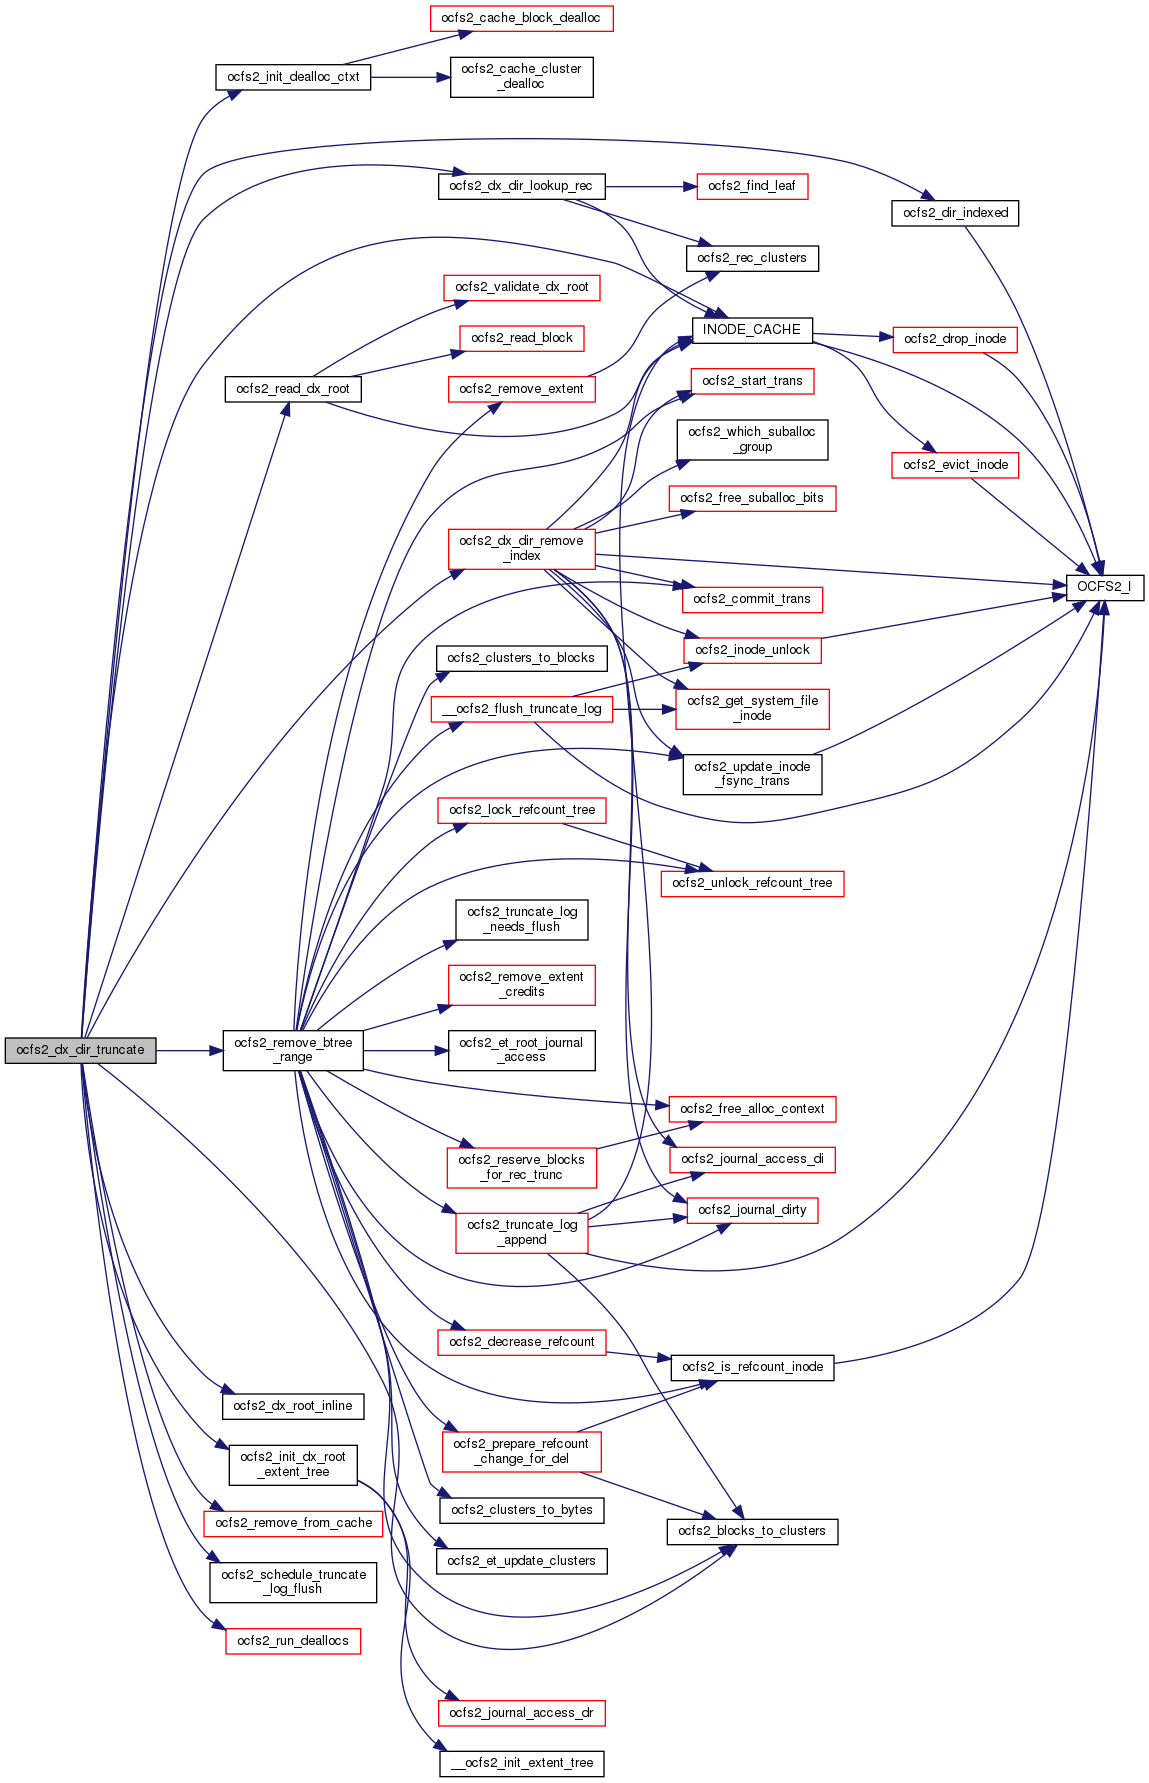 ocfs2_cache_block_dealloc
ocfs2_init_dealloc_ctxt
ocfs2_cache_cluster
_dealloc
ocfs2_dx_dir_lookup_rec
ocfs2_find_leaf
ocfs2_dir_indexed
ocfs2_rec_clusters
ocfs2_validate_dx_root
INODE_CACHE
ocfs2_read_block
ocfs2_drop_inode
ocfs2_read_dx_root
ocfs2_remove_extent
ocfs2_start_trans
ocfs2_which_suballoc
_group
ocfs2_evict_inode
ocfs2_free_suballoc_bits
ocfs2_dx_dir_remove
_index
OCFS2_I
ocfs2_commit_trans
ocfs2_clusters_to_blocks
ocfs2_inode_unlock
__ocfs2_flush_truncate_log
ocfs2_get_system_file
_inode
ocfs2_update_inode
_fsync_trans
ocfs2_lock_refcount_tree
ocfs2_unlock_refcount_tree
ocfs2_truncate_log
_needs_flush
ocfs2_remove_extent
_credits
ocfs2_dx_dir_truncate
ocfs2_remove_btree
_range
ocfs2_et_root_journal
_access
ocfs2_free_alloc_context
ocfs2_reserve_blocks
_for_rec_trunc
ocfs2_journal_access_di
ocfs2_truncate_log
_append
ocfs2_journal_dirty
ocfs2_decrease_refcount
ocfs2_is_refcount_inode
ocfs2_dx_root_inline
ocfs2_prepare_refcount
_change_for_del
ocfs2_init_dx_root
_extent_tree
ocfs2_clusters_to_bytes
ocfs2_remove_from_cache
ocfs2_blocks_to_clusters
ocfs2_et_update_clusters
ocfs2_schedule_truncate
_log_flush
ocfs2_run_deallocs
ocfs2_journal_access_dr
__ocfs2_init_extent_tree